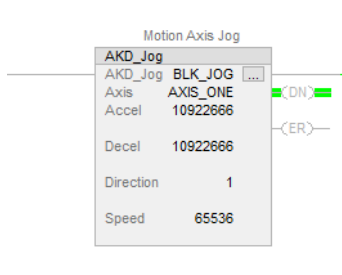 Motion Axis Jog
AKD_Jog
AKD_Jog BLK_JOG ...
(DN)
Axis AXIS_ONE
Accel 10922666
(ER)
Decel 10922666
Direction 1
Speed 65536